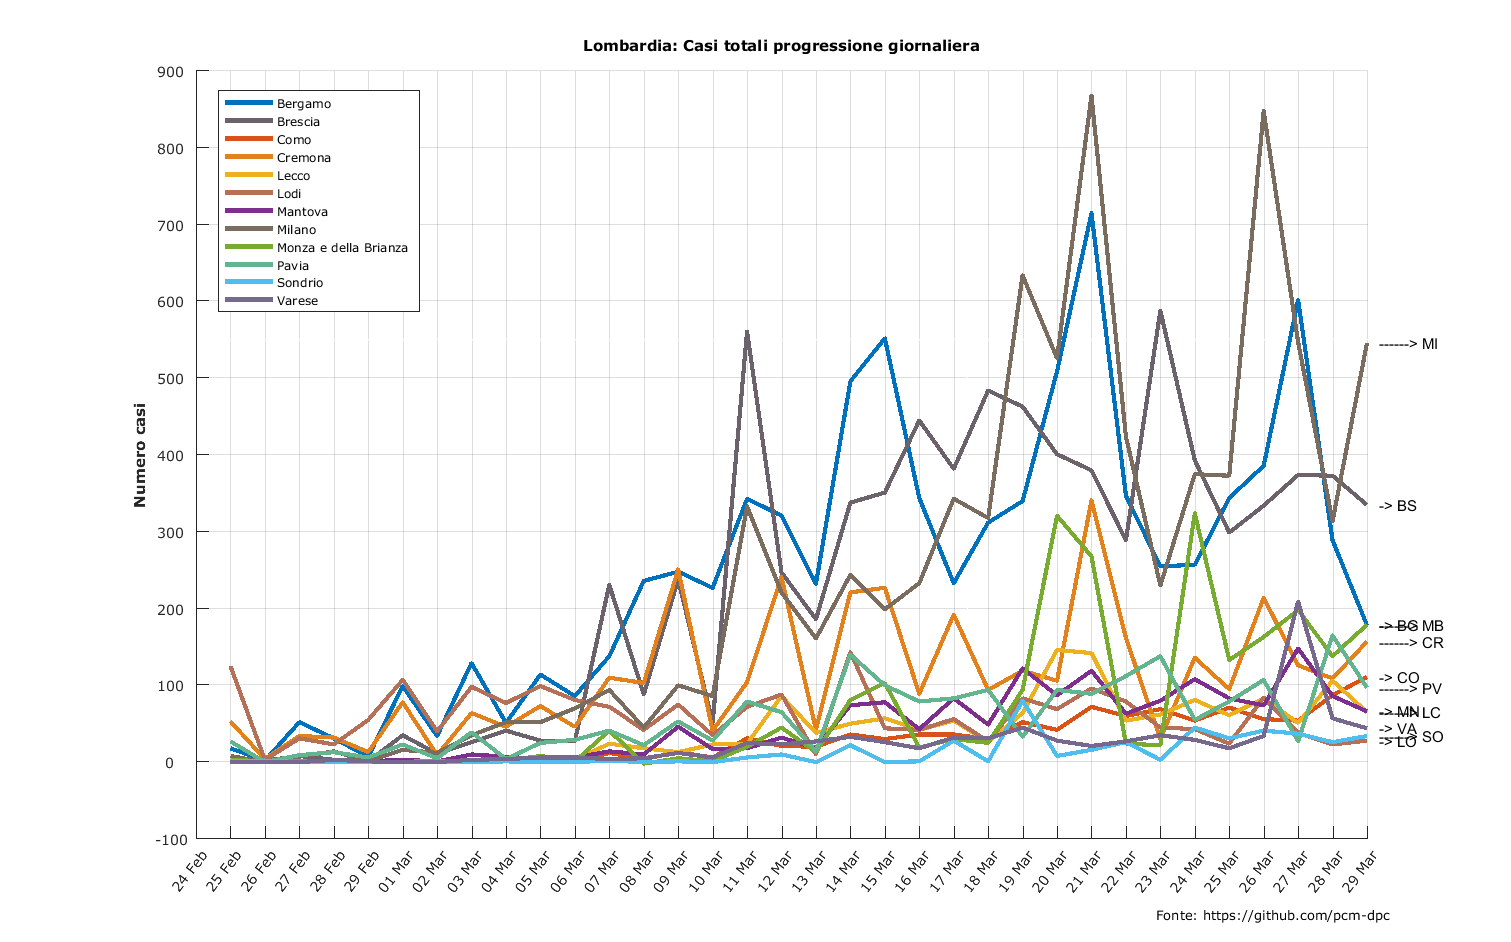 Lombardia: Casi totali progressione giornaliera
900
800
700
600
500
400
300
200
100
0
-100
Numero casi
Bergamo
Brescia
Como
Cremona
Lecco
Lodi
Mantova
Milano
Monza e della Brianza
Pavia
Sondrio
Varese
------> MI
-> BS
-> BG
MB
------> CR
-> CO
------> PV
-> MN
LC
-> VA
SO
-> LO
24 Feb
25 Feb
26 Feb
27 Feb
28 Feb
29 Feb
01 Mar
02 Mar
03 Mar
04 Mar
05 Mar
06 Mar
07 Mar
08 Mar
09 Mar
10 Mar
11 Mar
12 Mar
13 Mar
14 Mar
15 Mar
16 Mar
17 Mar
18 Mar
19 Mar
20 Mar
21 Mar
22 Mar
23 Mar
24 Mar
25 Mar
26 Mar
27 Mar
28 Mar
29 Mar
Fonte: https://github.com/pcm-dpc